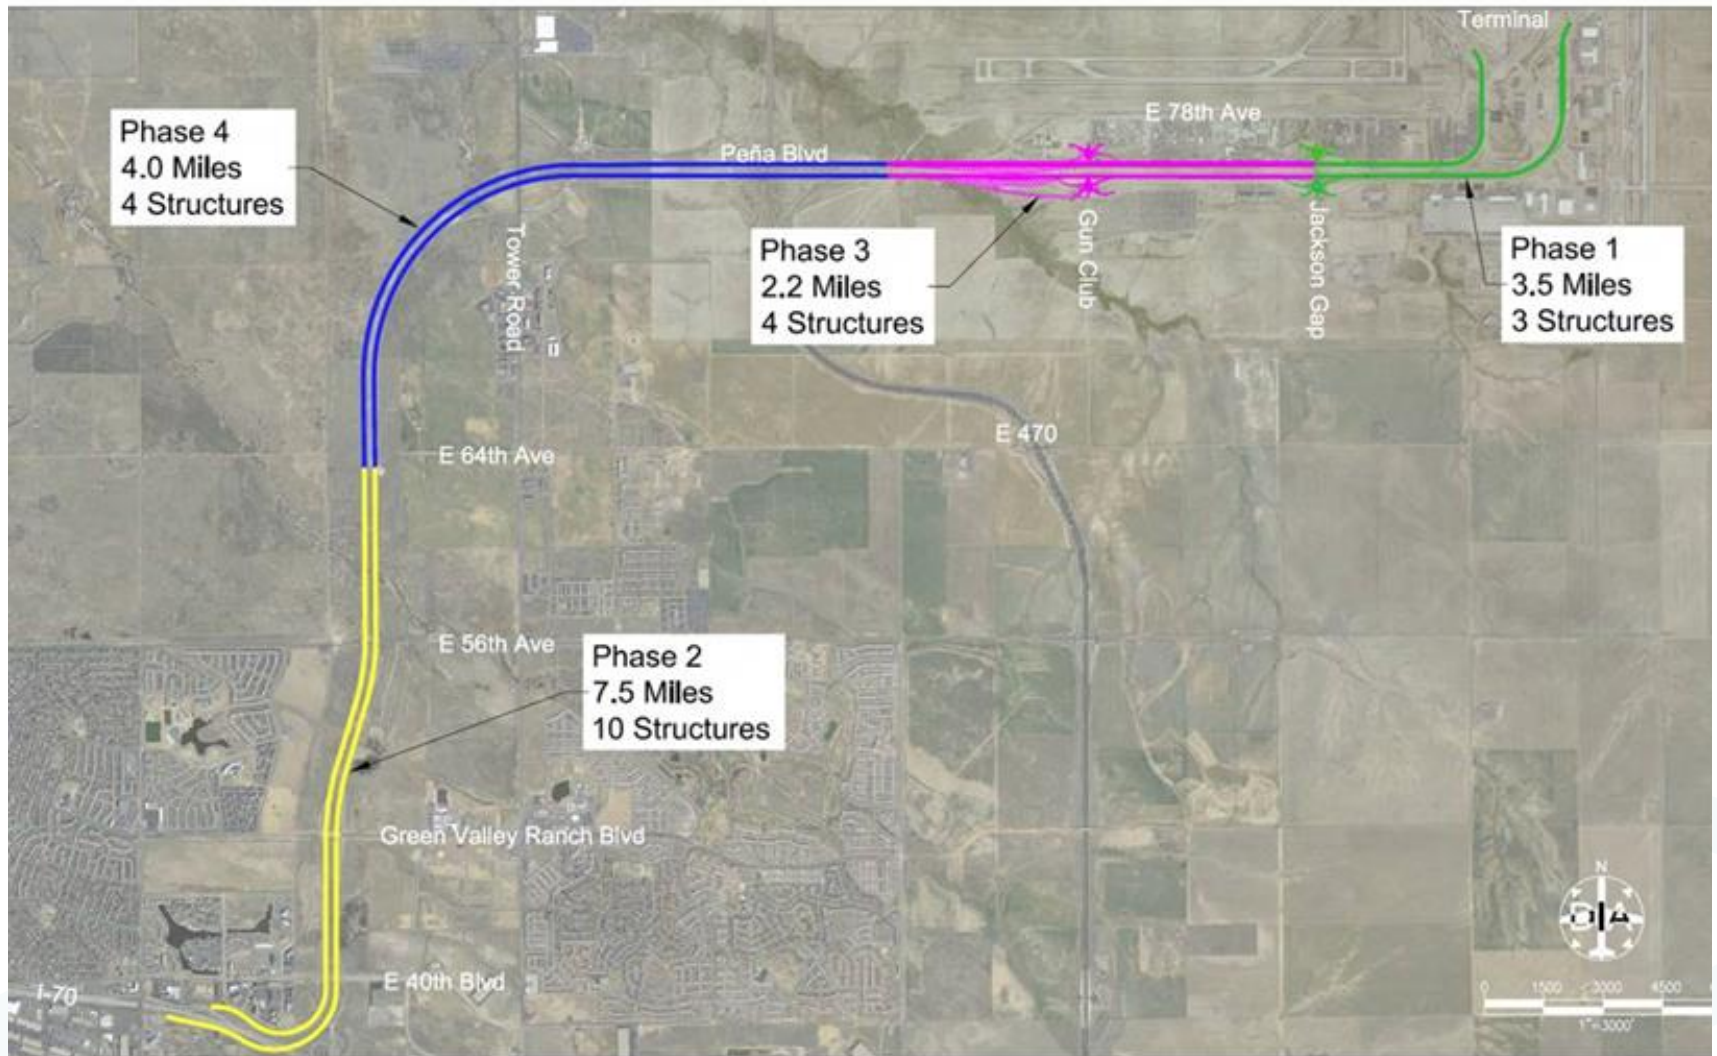 Terminal
Phase 4
4.0 Miles
4 Structures
E 78th Ave
Peña Blvd
Tower Road
Phase 3
2.2 Miles
4 Structures
Gun Club
Jackson Gap
Phase 1
3.5 Miles
3 Structures
E 470
E 64th Ave
E 56th Ave
Phase 2
7.5 Miles
10 Structures
Green Valley Ranch Blvd
E 40th Blvd
I-70
N
DIA
0 1500 3000 4500
1"=3000'